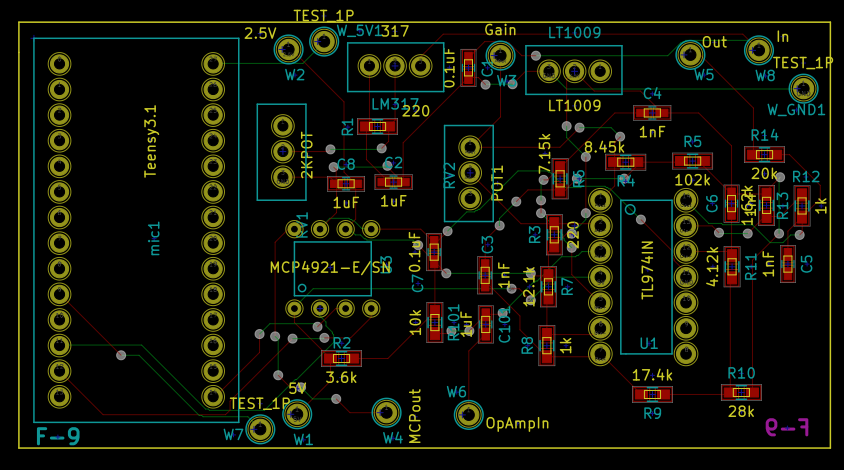 TEST_1P
2.5V
W_5V1
317
Gain
LT1009
Out
In
W2
0.1uF
C1
W3
W5
W8
TEST_1P
LM317
LT1009
C4
W_GND1
220
Teensy3.1
R1
2KPOT
1nF
RV2
POT1
7.15k
8.45k
R5
R14
C8
C2
R4
102k
20k
R12
1uF
1uF
C6
R13
1k
mic1
RV1
R3
220
TL974IN
MCP4921-E/SN
0.1uF
C7
C3
1nF
R7
4.12k
R11
1nF
C5
10k
R101
1uF
C101
R8
1k
U1
R2
3.6k
17.4k
R10
5V
TEST_1P
W6
R9
28k
F--9
W7
W1
W4
MCPout
OpAmpIn
F--9